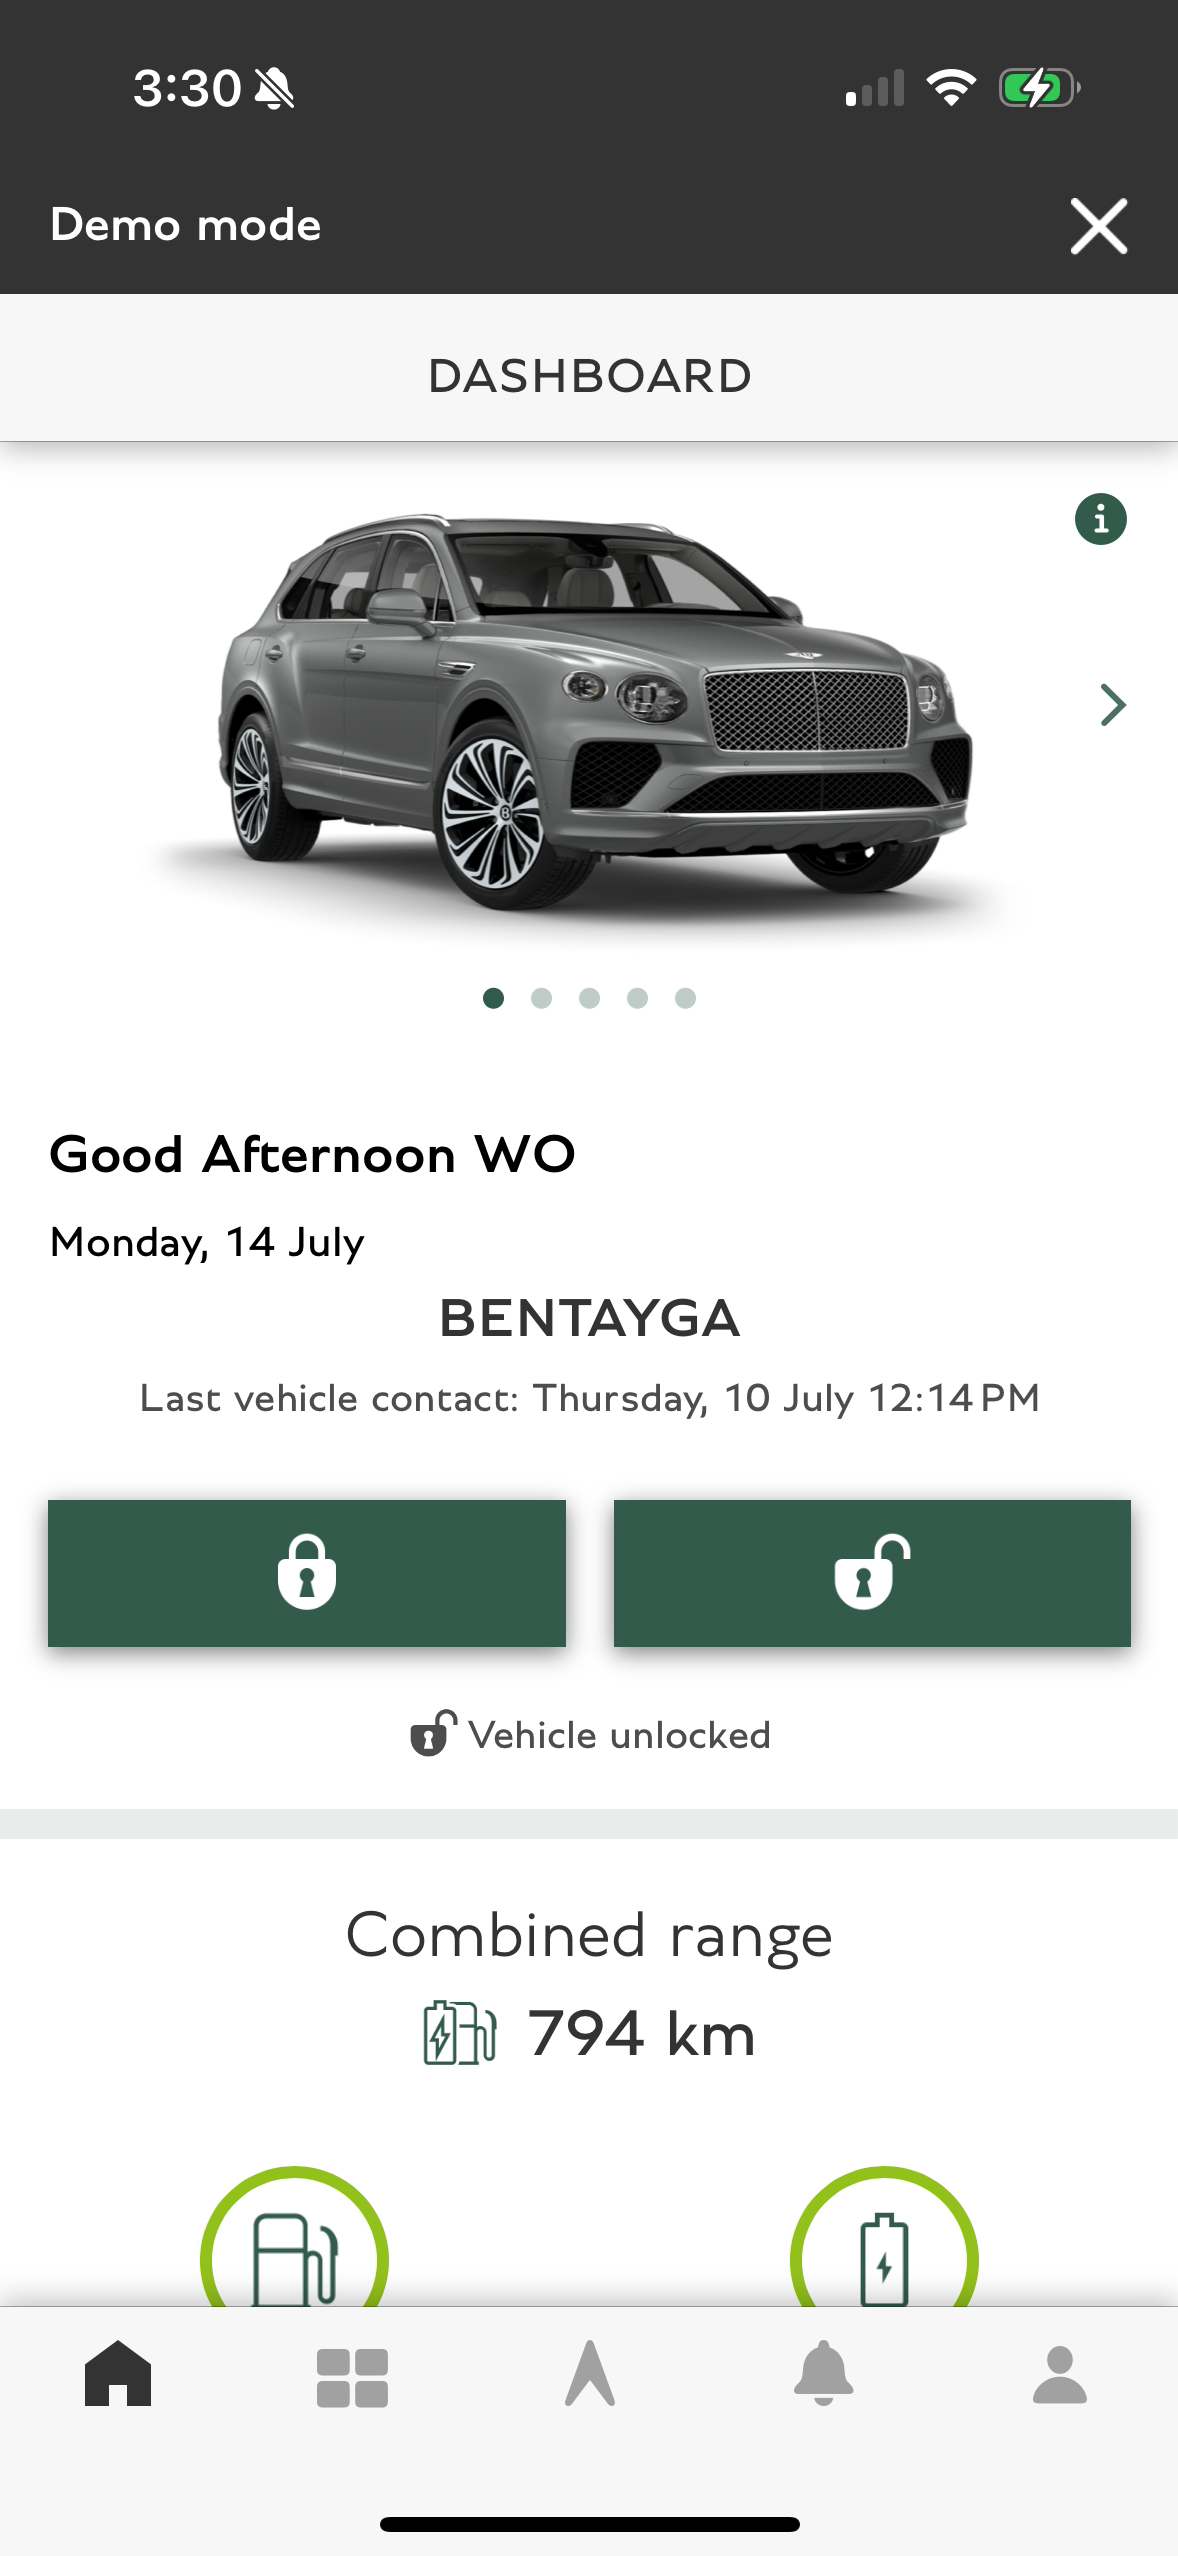 3:30
Demo mode
DASHBOARD
Good Afternoon WO
Monday, 14 July
BENTAYGA
Last vehicle contact: Thursday, 10 July 12:14 PM
Vehicle unlocked
Combined range
794 km